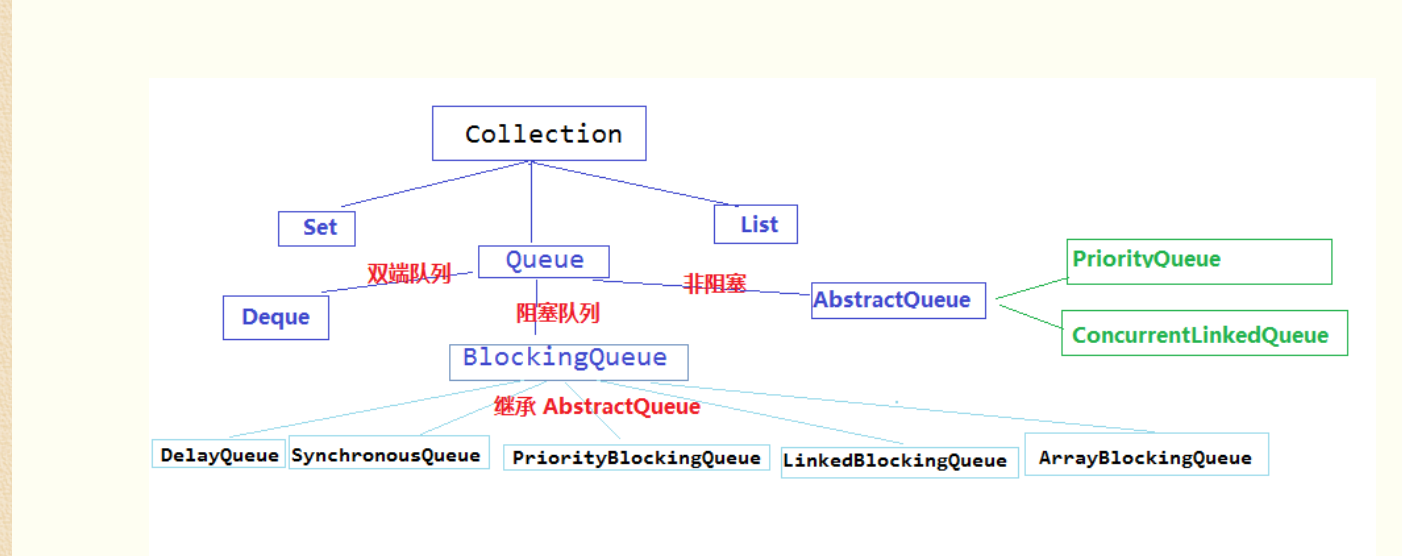 Collection
Set
List
Queue
双端队列
非阻塞
PriorityQueue
Deque
阻塞队列
AbstractQueue
ConcurrentLinkedQueue
BlockingQueue
继承 AbstractQueue
DelayQueue
SynchronousQueue
PriorityBlockingQueue
LinkedBlockingQueue
ArrayBlockingQueue